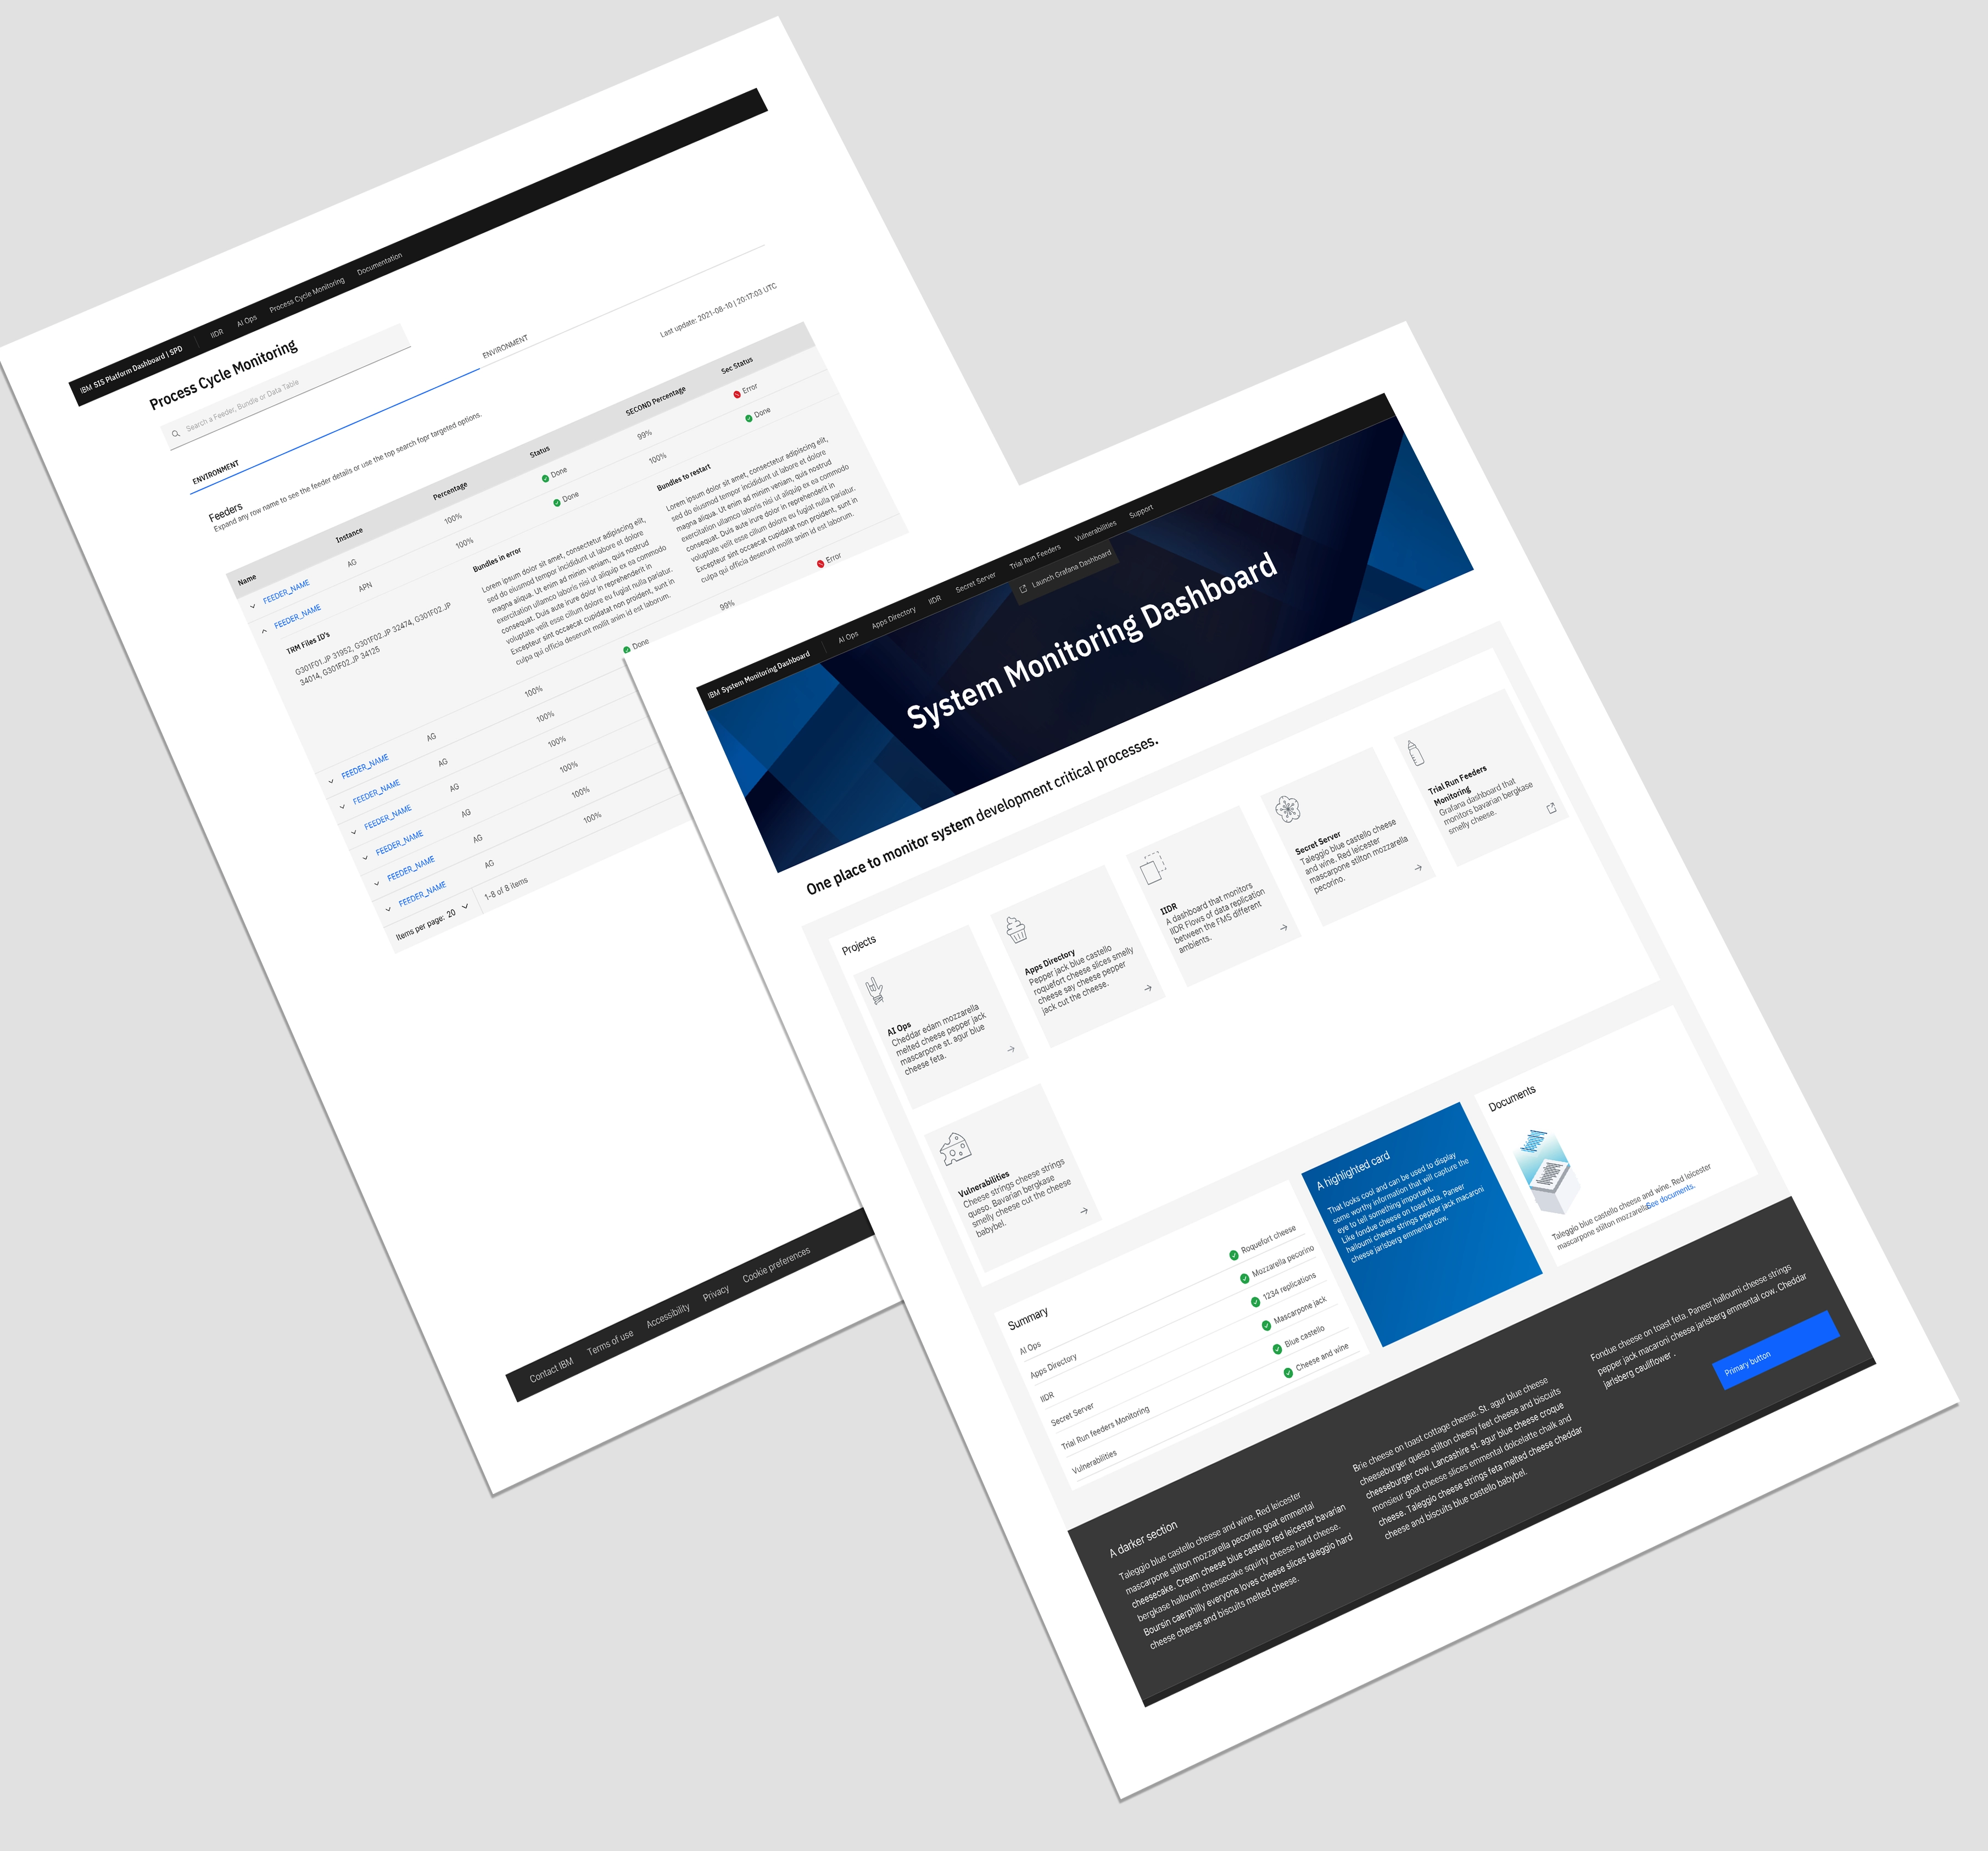 IBM SIS Platform Dashboard | SPD
IIDR
AI Ops
Process Cycle Monitoring
Documentation
Process Cycle Monitoring
Search a Feeder, Bundle or Data Table
ENVIRONMENT
ENVIRONMENT
Last update: 2021-08-10 | 20:17:03 UTC
Feeders
Expand any row name to see the feeder details or use the top search fopr targeted options.
Name
Instance
Percentage
Status
SECOND Percentage
Sec Status
FEEDER_NAME
AG
100%
Done
99%
Error
FEEDER_NAME
APN
100%
Done
100%
Done
TRM Files ID's
G301F01.JP 31952, G301F02.JP 32474, G301F02.JP
34014, G301F02.JP 34125
Bundles in error
Lorem ipsum dolor sit amet, consectetur adipiscing elit,
sed do eiusmod tempor incididunt ut labore et dolore
magna aliqua. Ut enim ad minim veniam, quis nostrud
exercitation ullamco laboris nisi ut aliquip ex ea commodo
consequat. Duis aute irure dolor in reprehenderit in
voluptate velit esse cillum dolore eu fugiat nulla pariatur.
Excepteur sint occaecat cupidatat non proident, sunt in
culpa qui officia deserunt mollit anim id est laborum.
Bundles to restart
Lorem ipsum dolor sit amet, consectetur adipiscing elit,
sed do eiusmod tempor incididunt ut labore et dolore
magna aliqua. Ut enim ad minim veniam, quis nostrud
exercitation ullamco laboris nisi ut aliquip ex ea commodo
consequat. Duis aute irure dolor in reprehenderit in
voluptate velit esse cillum dolore eu fugiat nulla pariatur.
Excepteur sint occaecat cupidatat non proident, sunt in
culpa qui officia deserunt mollit anim id est laborum.
FEEDER_NAME
AG
100%
Done
99%
Error
FEEDER_NAME
AG
100%
FEEDER_NAME
AG
100%
FEEDER_NAME
AG
100%
FEEDER_NAME
AG
100%
FEEDER_NAME
AG
100%
Items per page: 20
1-8 of 8 items
Contact IBM
Terms of use
Accessibility
Privacy
Cookie preferences
IBM System Monitoring Dashboard
AI Ops
Apps Directory
IIDR
Secret Server
Trial Run Feeders
Vulnerabilities
Support
Launch Grafana Dashboard
System Monitoring Dashboard
One place to monitor system development critical processes.
Projects
AI Ops
Cheddar edam mozzarella
melted cheese pepper jack
mascarpone st. agur blue
cheese feta.
Apps Directory
Pepper jack blue castello
roquefort cheese slices smelly
cheese say cheese pepper
jack cut the cheese.
IIDR
A dashboard that monitors
IIDR Flows of data replication
between the FMS different
ambients.
Secret Server
Taleggio blue castello cheese
and wine. Red leicester
mascarpone stilton mozzarella
pecorino.
Trial Run Feeders
Monitoring
Grafana dashboard that
monitors bavarian bergkase
smelly cheese.
Vulnerabilities
Cheese strings cheese strings
queso. Bavarian bergkase
smelly cheese cut the cheese
babybel.
Summary
AI Ops
Roquefort cheese
Apps Directory
Mozzarella pecorino
IIDR
1234 replications
Secret Server
Mascarpone jack
Trial Run feeders Monitoring
Blue castello
Vulnerabilities
Cheese and wine
A highlighted card
That looks cool and can be used to display
some worthy information that will capture the
eye to tell something important.
Like fondue cheese on toast feta. Paneer
halloumi cheese strings pepper jack macaroni
cheese jarlsberg emmental cow.
Documents
Taleggio blue castello cheese and wine. Red leicester
mascarpone stilton mozzarella See documents.
A darker section
Taleggio blue castello cheese and wine. Red leicester
mascarpone stilton mozzarella pecorino goat emmental
cheesecake. Cream cheese blue castello red leicester bavarian
bergkase halloumi cheesecake squirty cheese hard cheese.
Boursin caerphilly everyone loves cheese slices taleggio hard
cheese cheese and biscuits melted cheese.
Brie cheese on toast cottage cheese. St. agur blue cheese
cheeseburger queso stilton cheesy feet cheese and biscuits
cheeseburger cow. Lancashire st. agur blue cheese croque
monsieur goat cheese slices emmental dolcelatte chalk and
cheese. Taleggio cheese strings feta melted cheese cheddar
cheese and biscuits blue castello babybel.
Fondue cheese on toast feta. Paneer halloumi cheese strings
pepper jack macaroni cheese jarlsberg emmental cow. Cheddar
jarlsberg cauliflower .
Primary button